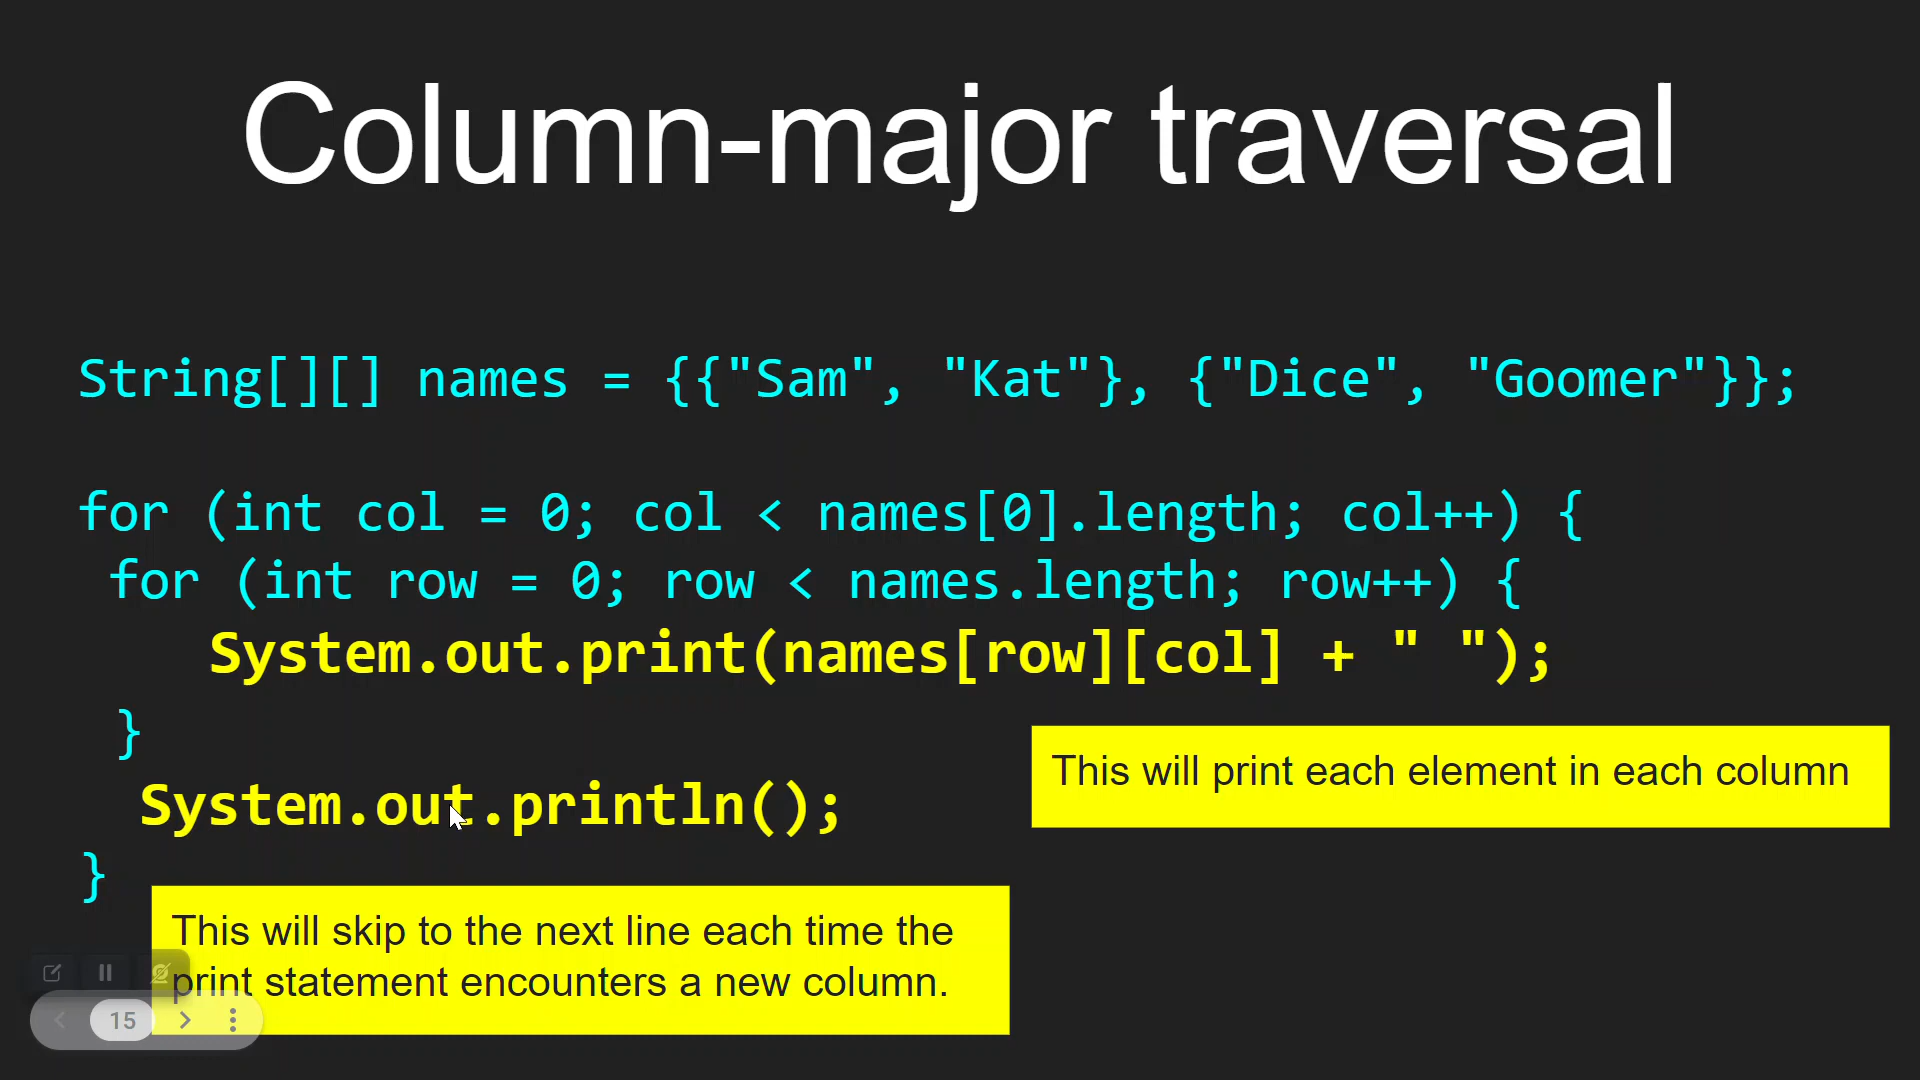 Column-major traversal
String[][] names = {{"Sam", "Kat"}, {"Dice", "Goomer"}};
for (int col = 0; col < names[0].length; col++) {
for (int row = 0; row < names.length; row++) {
System.out.print(names[row][col] + " ");
}
This will print each element in each column
System.out.println();
}
This will skip to the next line each time the
print statement encounters a new column.
15